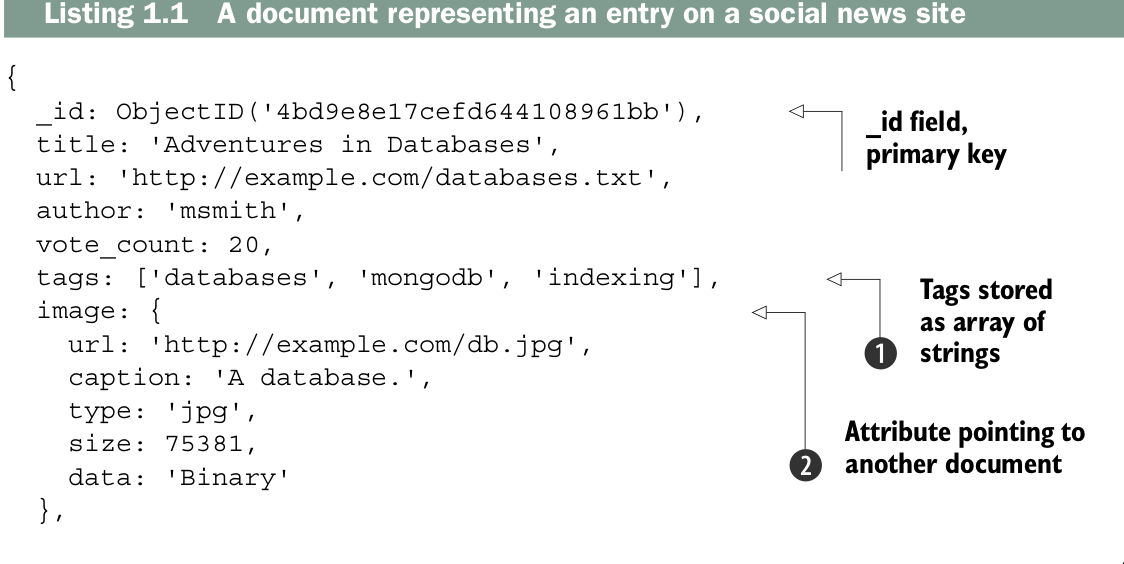 Listing 1.1 A document representing an entry on a social news site
{
_id: ObjectID('4bd9e8e17cefd644108961bb'),
_id field,
primary key
title: 'Adventures in Databases',
url: 'http://example.com/databases.txt',
author: 'msmith',
vote_count: 20,
tags: ['databases', 'mongodb', 'indexing'],
1 Tags stored
as array of
strings
image: {
url: 'http://example.com/db.jpg',
caption: 'A database.',
type: 'jpg',
size: 75381,
data: 'Binary'
2 Attribute pointing to
another document
},